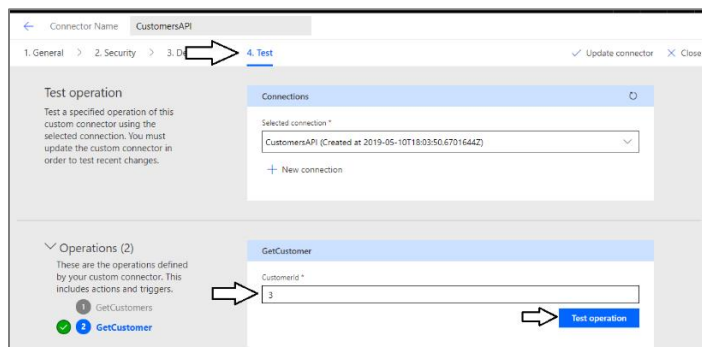 Connector Name CustomersAPI
1. General > 2. Security > 3. De 4. Test Update connector Close
Test operation
Test a specified operation of this
custom connector using the
selected connection. You must
update the custom connector in
order to test recent changes.
Connections
Selected connection *
CustomersAPI (Created at 2019-05-10T18:03:50.6701644Z)
+ New connection
Operations (2)
These are the operations defined
by your custom connector. This
includes actions and triggers.
1 GetCustomers
2 GetCustomer
GetCustomer
CustomerId *
3
Test operation